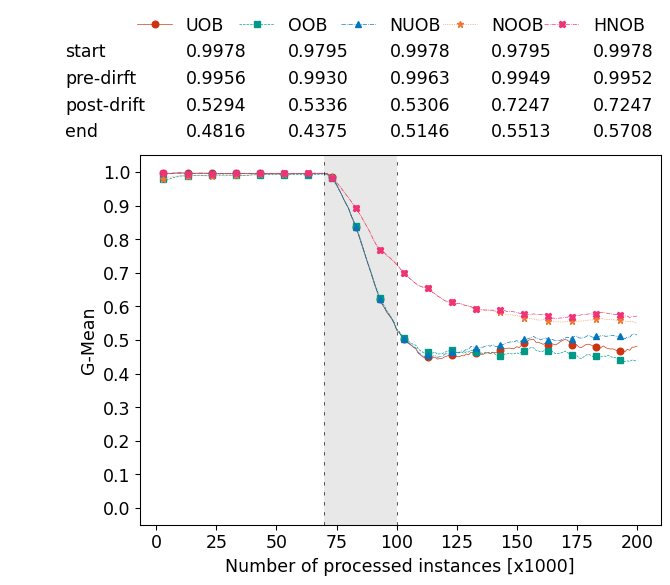 UOB OOB NUOB NOOB HNOB
start 0.9978 0.9795 0.9978 0.9795 0.9978
pre-dirft 0.9956 0.9930 0.9963 0.9949 0.9952
post-drift 0.5294 0.5336 0.5306 0.7247 0.7247
end 0.4816 0.4375 0.5146 0.5513 0.5708
1.0
0.9
0.8
0.7
0.6
0.5
0.4
0.3
0.2
0.1
0.0
G-Mean
0 25 50 75 100 125 150 175 200
Number of processed instances [x1000]